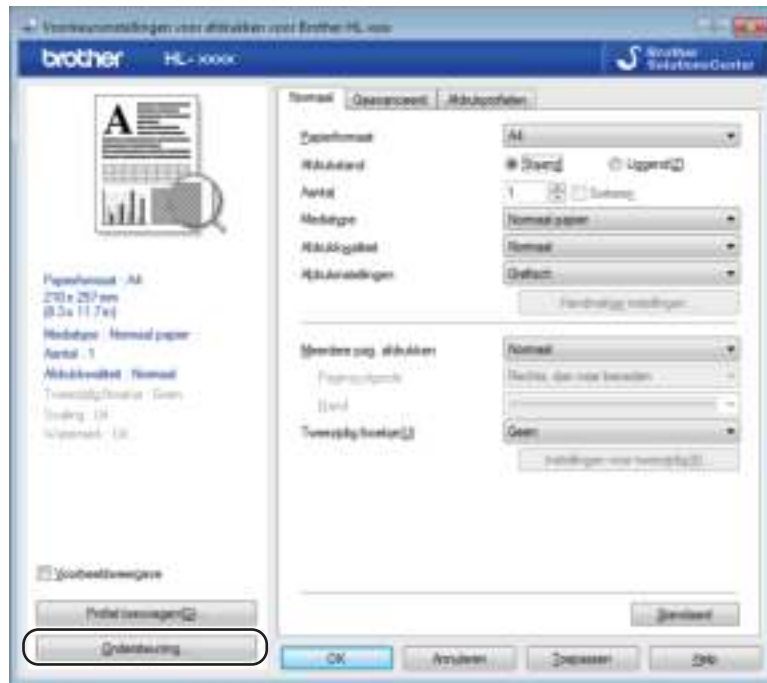 Voorkeursinstellingen voor afdrukken voor Brother HL-xxxx
brother HL-xxxx
Brother
SolutionsCenter
Normaal Geavanceerd Afdrukprofielen
Papierformaat A4
Afdrukstand Staand Liggend(Z)
Aantal 1 Sorteren
Mediatype Normaal papier
Afdrukkwaliteit Normaal
Afdrukinstellingen Grafisch
Handmatige instellingen...
Meerdere pag. afdrukken Normaal
Paginavolgorde Rechts, dan naar beneden
Rand
Tweezijdig/boekje(J) Geen
Instellingen voor tweezijdig(X)...
A
Papierformaat : A4
210 x 297 mm
(8.3 x 11.7 in)
Mediatype : Normaal papier
Aantal : 1
Afdrukkwaliteit : Normaal
Tweezijdig/boekje : Geen
Scaling : Uit
Watermerk : Uit
Voorbeeldweergave
Profiel toevoegen(G)...
Ondersteuning...
Standaard
OK Annuleren Toepassen Help